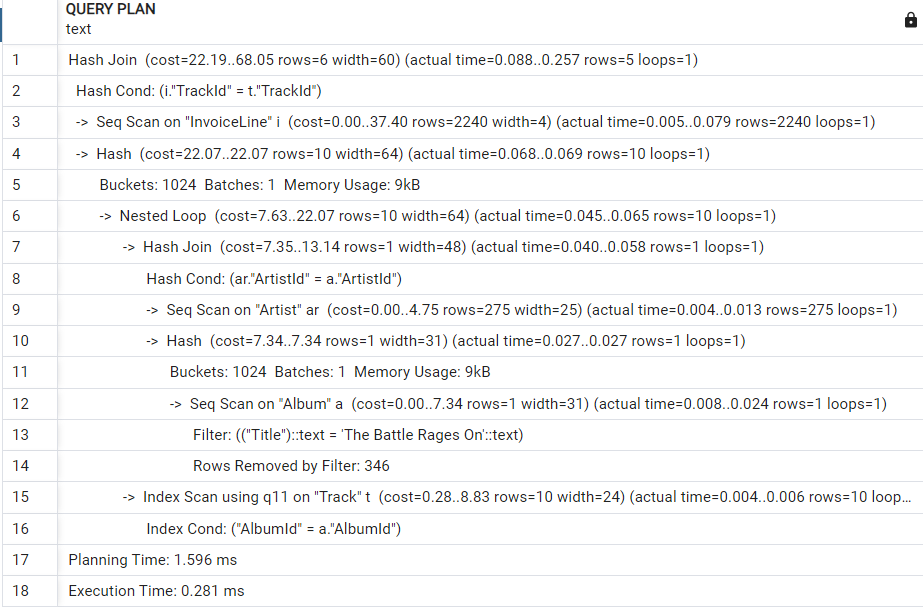 QUERY PLAN
text
1 Hash Join (cost=22.19..68.05 rows=6 width=60) (actual time=0.088..0.257 rows=5 loops=1)
2 Hash Cond: (i."TrackId" = t."TrackId")
3 -> Seq Scan on "InvoiceLine" i (cost=0.00..37.40 rows=2240 width=4) (actual time=0.005..0.079 rows=2240 loops=1)
4 -> Hash (cost=22.07..22.07 rows=10 width=64) (actual time=0.068..0.069 rows=10 loops=1)
5 Buckets: 1024 Batches: 1 Memory Usage: 9kB
6 -> Nested Loop (cost=7.63..22.07 rows=10 width=64) (actual time=0.045..0.065 rows=10 loops=1)
7 -> Hash Join (cost=7.35..13.14 rows=1 width=48) (actual time=0.040..0.058 rows=1 loops=1)
8 Hash Cond: (ar."ArtistId" = a."ArtistId")
9 -> Seq Scan on "Artist" ar (cost=0.00..4.75 rows=275 width=25) (actual time=0.004..0.013 rows=275 loops=1)
10 -> Hash (cost=7.34..7.34 rows=1 width=31) (actual time=0.027..0.027 rows=1 loops=1)
11 Buckets: 1024 Batches: 1 Memory Usage: 9kB
12 -> Seq Scan on "Album" a (cost=0.00..7.34 rows=1 width=31) (actual time=0.008..0.024 rows=1 loops=1)
13 Filter: (("Title")::text = 'The Battle Rages On'::text)
14 Rows Removed by Filter: 346
15 -> Index Scan using q11 on "Track" t (cost=0.28..8.83 rows=10 width=24) (actual time=0.004..0.006 rows=10 loop...
16 Index Cond: ("AlbumId" = a."AlbumId")
17 Planning Time: 1.596 ms
18 Execution Time: 0.281 ms